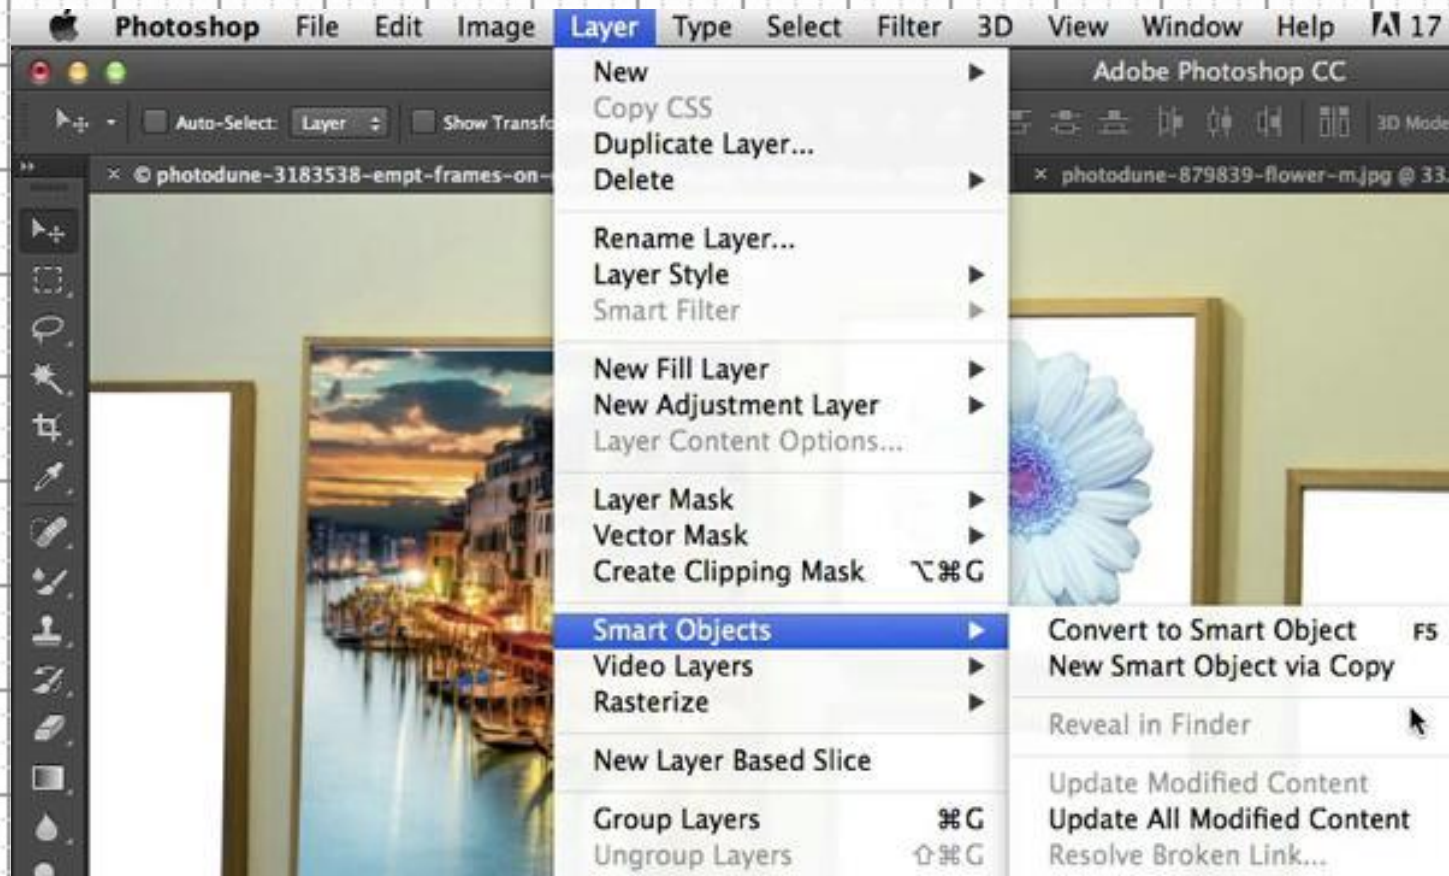 Photoshop File Edit Image Layer Type Select Filter 3D View Window Help 17
Adobe Photoshop CC
Auto-Select: Layer Show Transfo 3D Mode
× © photodune-3183538-empt-frames-on- × photodune-879839-flower-m.jpg @ 33.
New
Copy CSS
Duplicate Layer...
Delete
Rename Layer...
Layer Style
Smart Filter
New Fill Layer
New Adjustment Layer
Layer Content Options...
Layer Mask
Vector Mask
Create Clipping Mask ⌥⌘G
Smart Objects
Video Layers
Rasterize
New Layer Based Slice
Group Layers ⌘G
Ungroup Layers ⇧⌘G
Convert to Smart Object F5
New Smart Object via Copy
Reveal in Finder
Update Modified Content
Update All Modified Content
Resolve Broken Link...